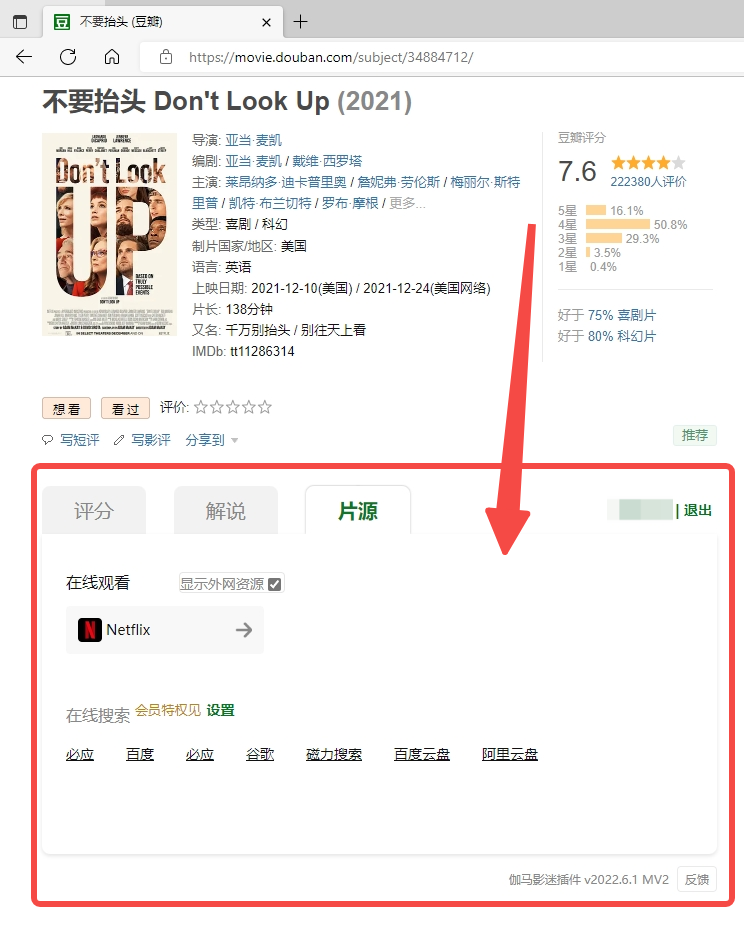 不要抬头 (豆瓣)
https://movie.douban.com/subject/34884712/
不要抬头 Don't Look Up (2021)
LEONARDO DICAPRIO JENNIFER LAWRENCE
Don't Look
UP
BASED ON TRULY POSSIBLE EVENTS
DON'T LOOK UP
导演: 亚当·麦凯
编剧: 亚当·麦凯 / 戴维·西罗塔
主演: 莱昂纳多·迪卡普里奥 / 詹妮弗·劳伦斯 / 梅丽尔·斯特
里普 / 凯特·布兰切特 / 罗布·摩根 / 更多...
类型: 喜剧 / 科幻
制片国家/地区: 美国
语言: 英语
上映日期: 2021-12-10(美国) / 2021-12-24(美国网络)
片长: 138分钟
又名: 千万别抬头 / 别往天上看
IMDb: tt11286314
豆瓣评分
7.6
222380人评价
5星 16.1%
4星 50.8%
3星 29.3%
2星 3.5%
1星 0.4%
好于 75% 喜剧片
好于 80% 科幻片
想看 看过 评价:
写短评 写影评 分享到
推荐
评分 解说 片源 | 退出
在线观看 显示外网资源
Netflix
在线搜索 会员特权见 设置
必应 百度 必应 谷歌 磁力搜索 百度云盘 阿里云盘
伽马影迷插件 v2022.6.1 MV2 反馈